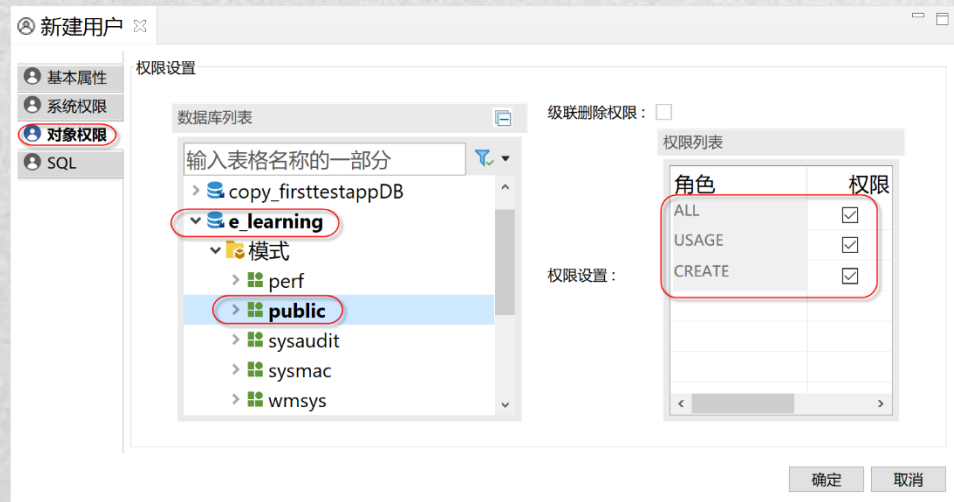 新建用户
基本属性
系统权限
对象权限
SQL
权限设置
数据库列表
输入表格名称的一部分
copy_firsttestappDB
e_learning
模式
perf
public
sysaudit
sysmac
wmsys
级联删除权限：
权限列表
角色 权限
ALL
USAGE
CREATE
权限设置：
确定 取消